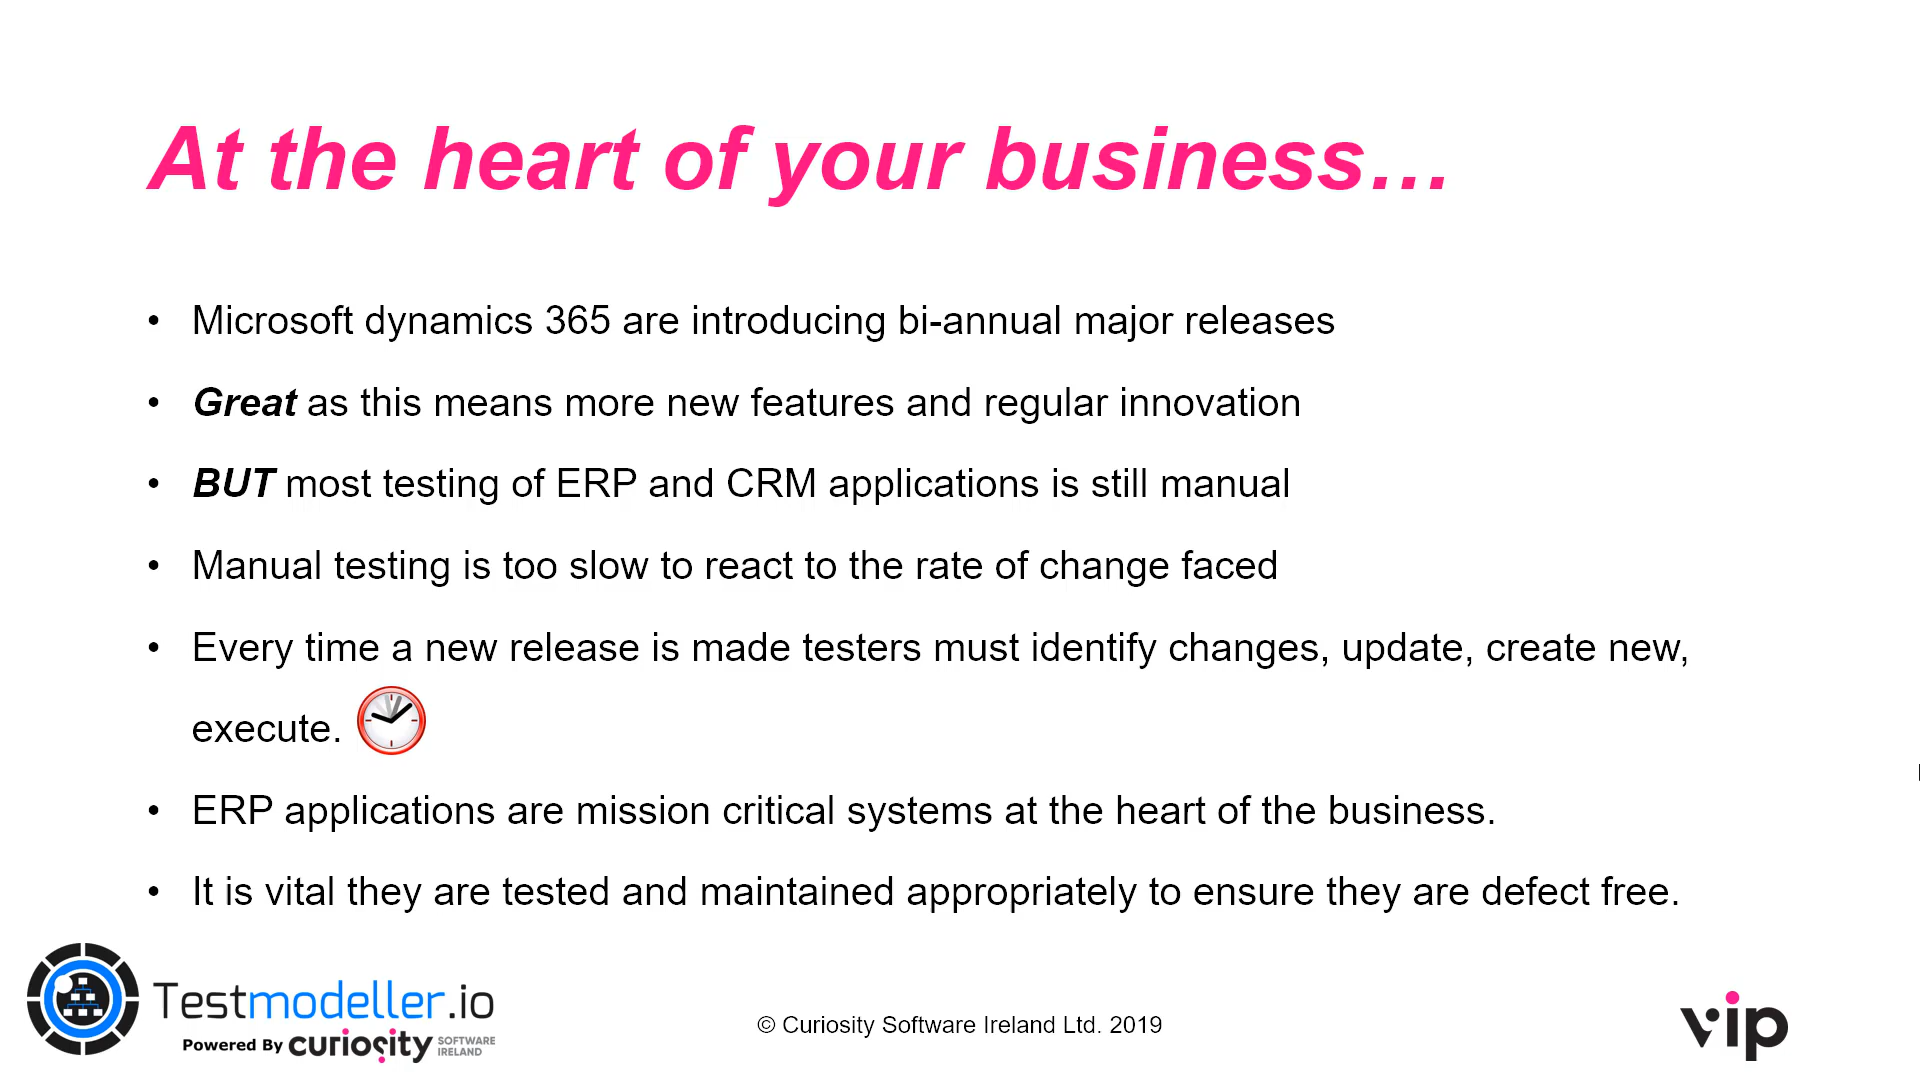 At the heart of your business…
• Microsoft dynamics 365 are introducing bi-annual major releases
• Great as this means more new features and regular innovation
• BUT most testing of ERP and CRM applications is still manual
• Manual testing is too slow to react to the rate of change faced
• Every time a new release is made testers must identify changes, update, create new,
execute.
• ERP applications are mission critical systems at the heart of the business.
• It is vital they are tested and maintained appropriately to ensure they are defect free.
Testmodeller.io
Powered By curiosity SOFTWARE IRELAND
© Curiosity Software Ireland Ltd. 2019
vip